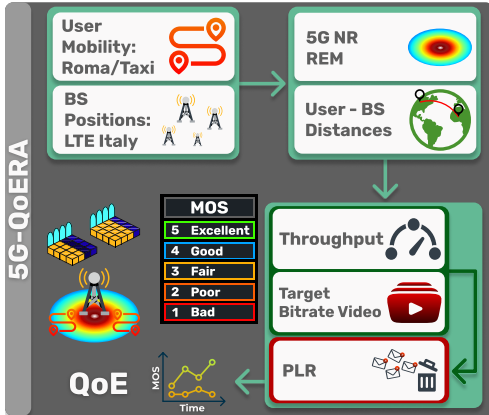 5G-QoERA
User
Mobility:
Roma/Taxi
BS
Positions:
LTE Italy
5G NR
REM
User - BS
Distances
MOS
5 Excellent
4 Good
3 Fair
2 Poor
1 Bad
Throughput
Target
Bitrate Video
PLR
QoE
MOS
Time